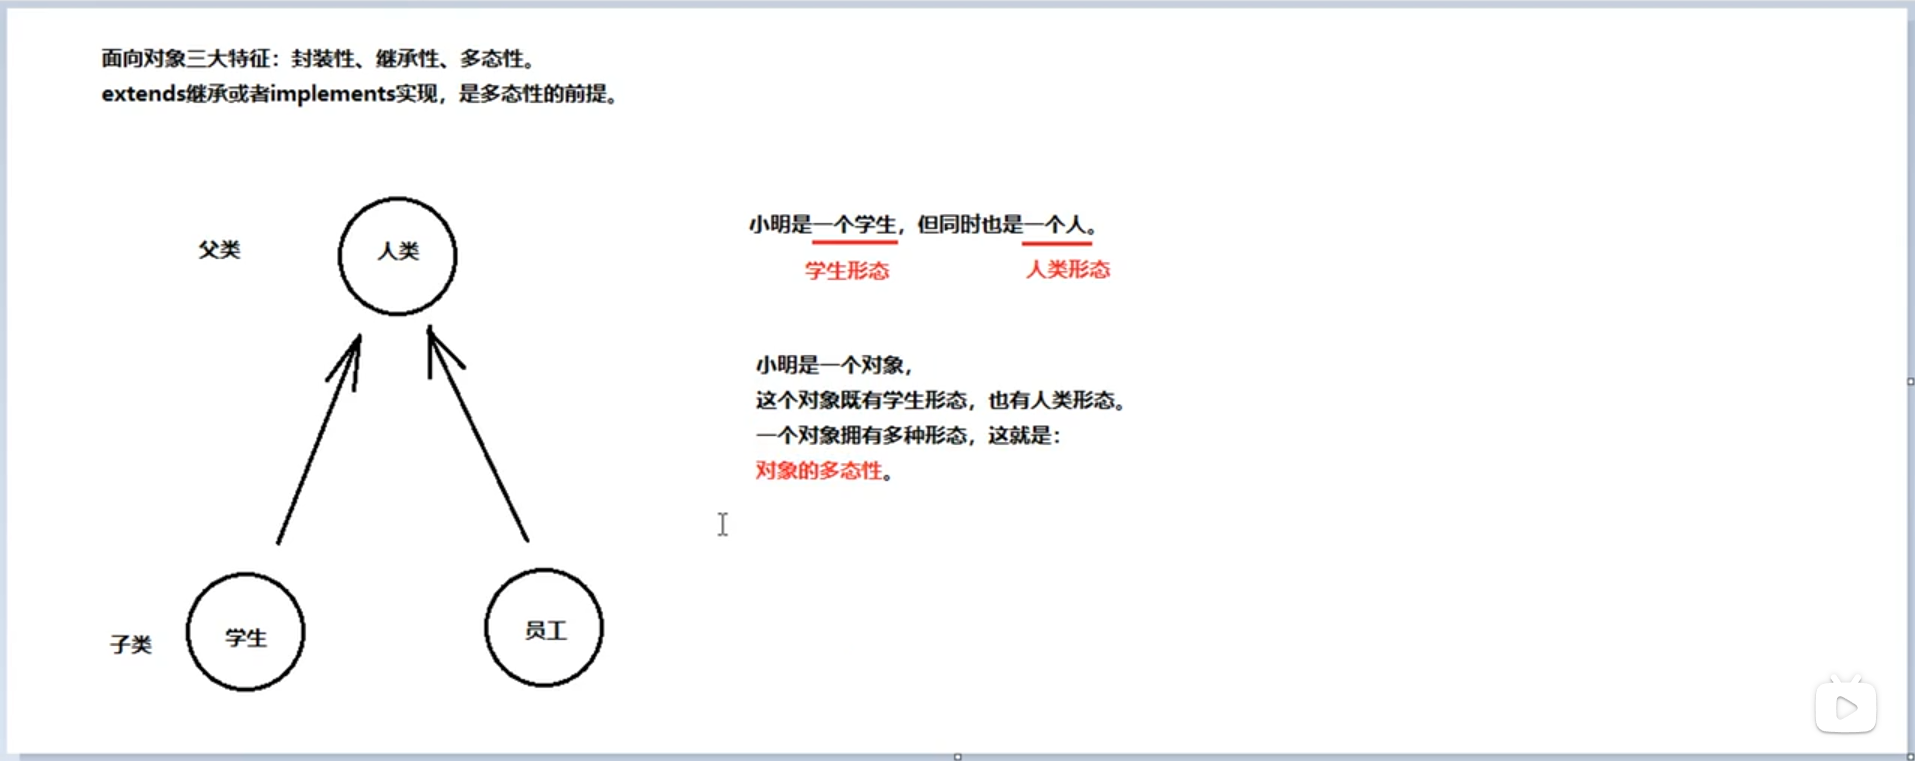 面向对象三大特征：封装性、继承性、多态性。
extends继承或者implements实现，是多态性的前提。
父类
人类
小明是一个学生，但同时也是一个人。
学生形态
人类形态
小明是一个对象，
这个对象既有学生形态，也有人类形态。
一个对象拥有多种形态，这就是：
对象的多态性。
子类
学生
员工